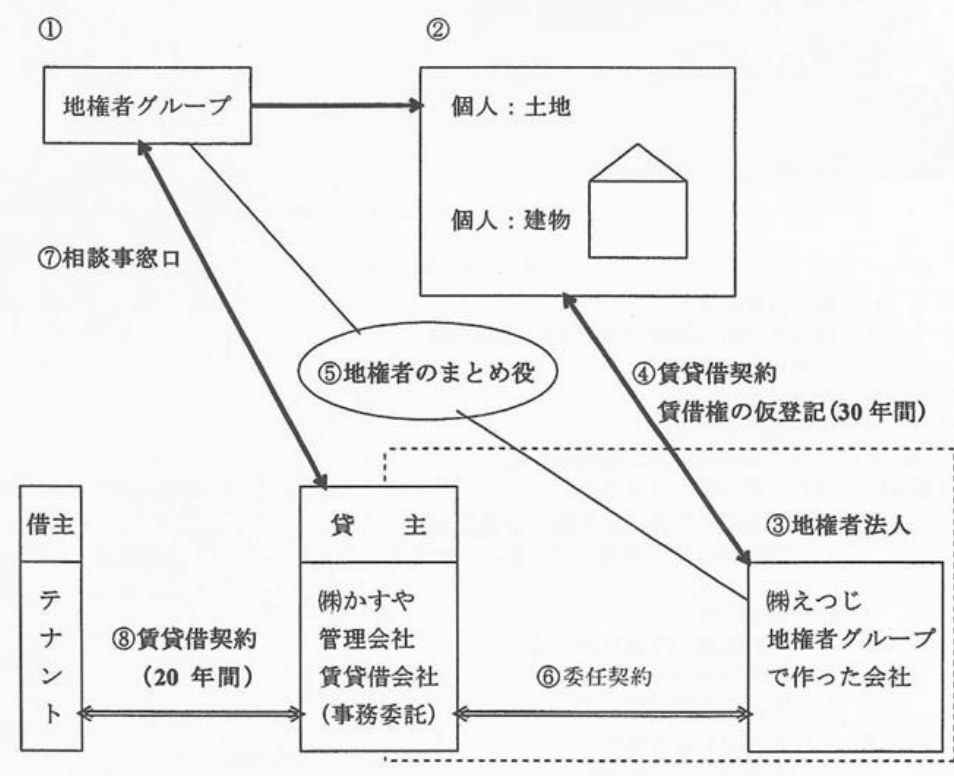 ①
②
地権者グループ
個人：土地
個人：建物
⑦相談事窓口
⑤地権者のまとめ役
④賃貸借契約
賃借権の仮登記(30年間)
③地権者法人
借主
テナント
貸　主
㈱かすや
管理会社
賃貸借会社
(事務委託)
⑧賃貸借契約
(20 年間)
⑥委任契約
㈱えつじ
地権者グループ
で作った会社